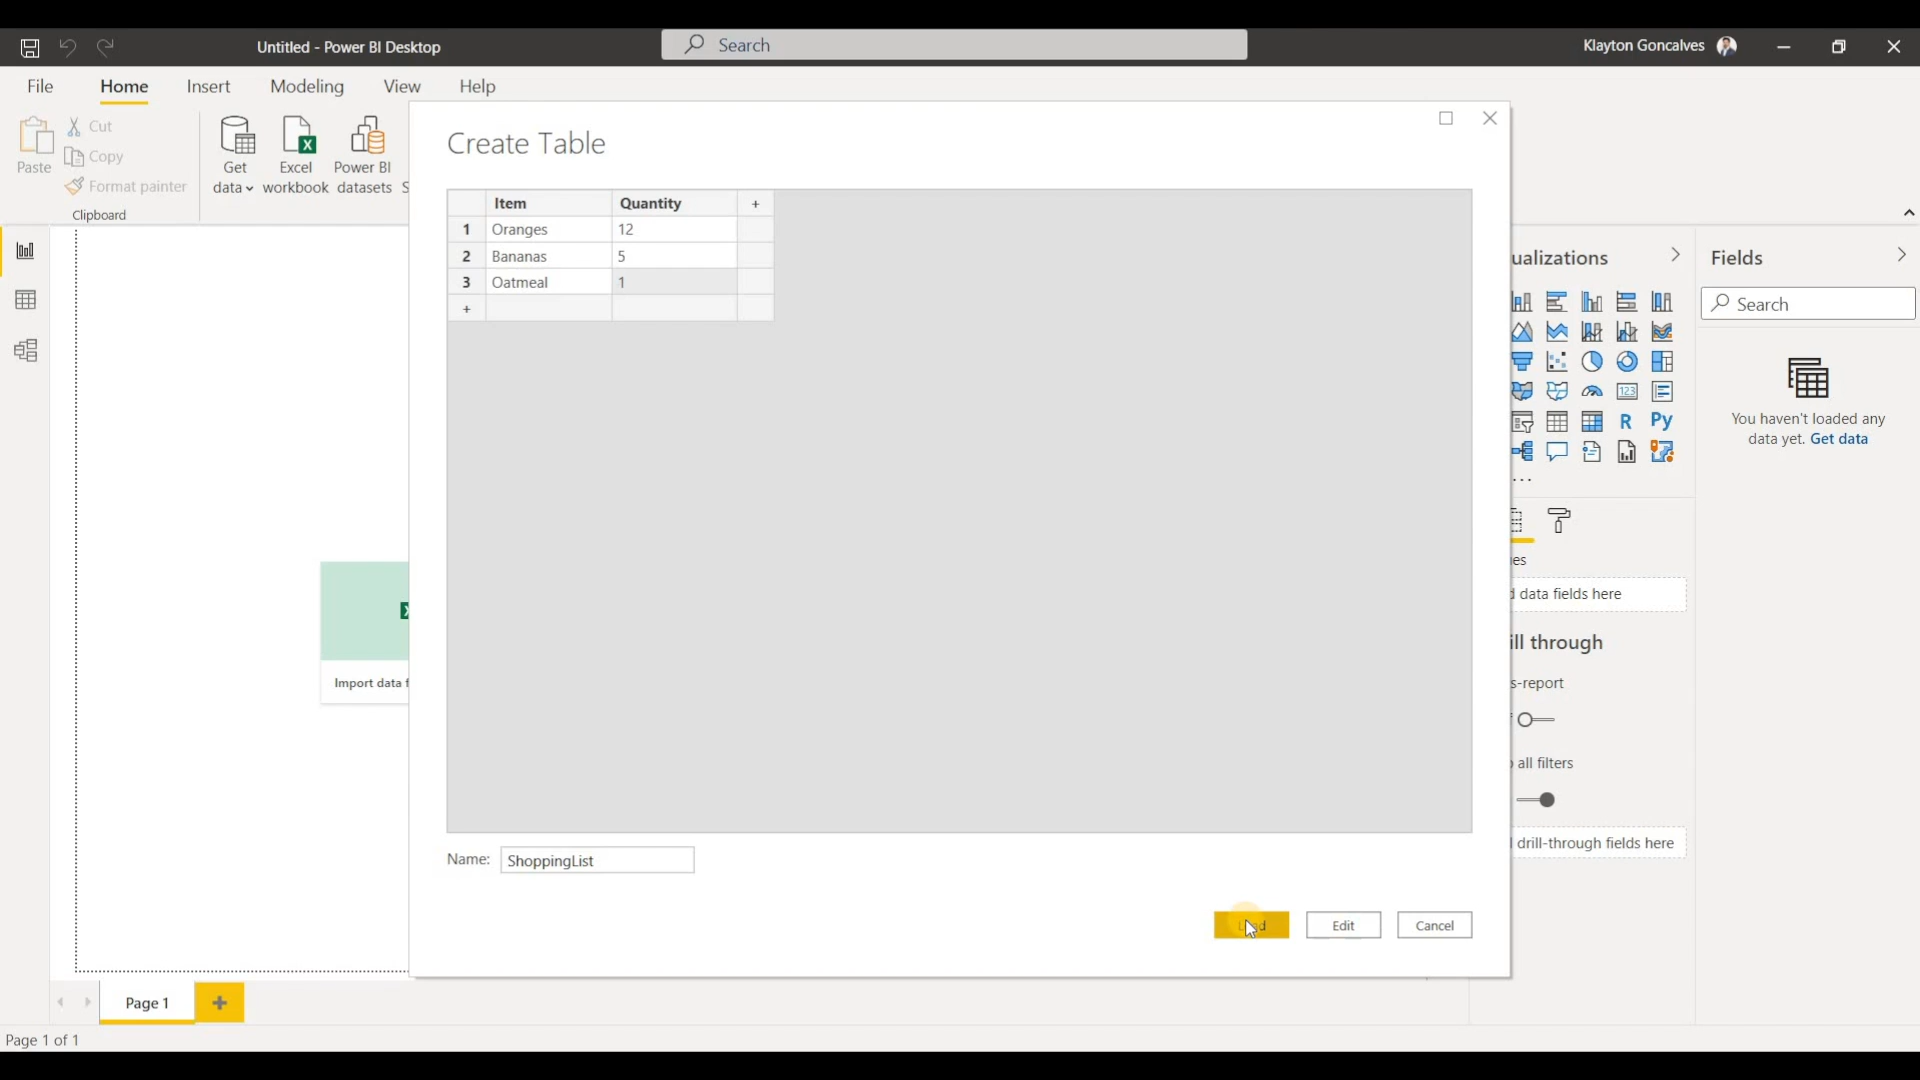 Untitled - Power BI Desktop
Search
Klayton Goncalves
File Home Insert Modeling View Help
Paste
Cut
Copy
Format painter
Clipboard
Get data
Excel workbook
Power BI datasets
S
Create Table
Item Quantity +
1 Oranges 12
2 Bananas 5
3 Oatmeal 1
+
Name: ShoppingList
Edit
Cancel
Import data f
ualizations
123
R
Py
...
es
d data fields here
ill through
s-report
all filters
drill-through fields here
Fields
Search
You haven't loaded any
data yet. Get data
Page 1
+
Page 1 of 1